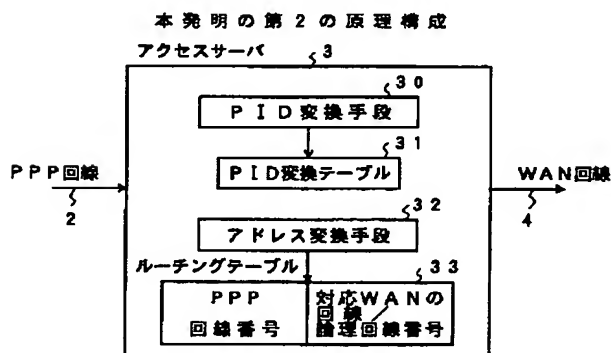 本発明の第２の原理構成
アクセスサーバ
３
３０
ＰＩＤ変換手段
３１
ＰＰＰ回線
ＰＩＤ変換テーブル
ＷＡＮ回線
２
３２
４
アドレス変換手段
ルーチングテーブル
３３
ＰＰＰ
回線番号
対応ＷＡＮの
回線
論理回線番号